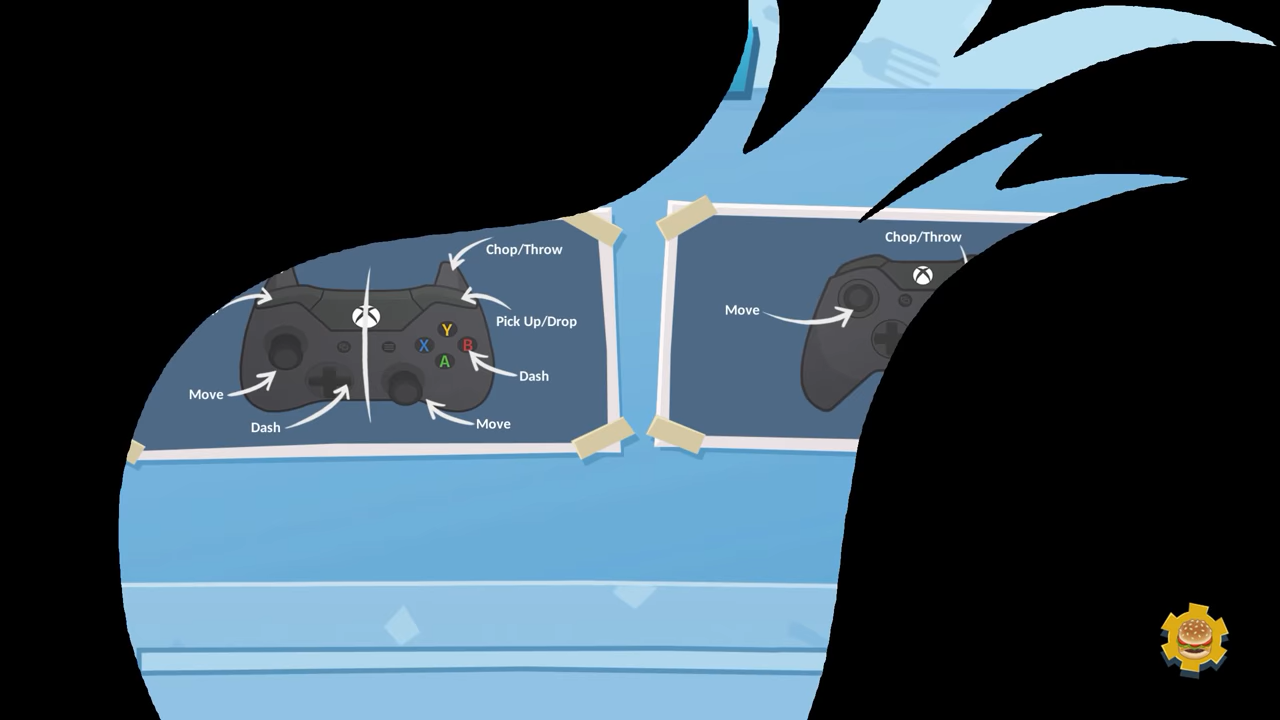 Chop/Throw
Pick Up/Drop
Y
X
B
A
Dash
Move
Dash
Move
Chop/Throw
Move